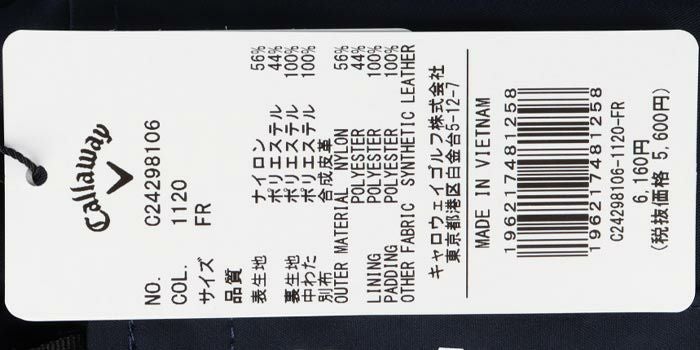 Callaway
NO. C24298106
COL. 1120
サイズ FR
品質
表生地 ナイロン 56%
ポリエステル 44%
裏生地 ポリエステル 100%
中わた ポリエステル 100%
別布 合成皮革
OUTER MATERIAL NYLON 56%
POLYESTER 44%
LINING POLYESTER 100%
PADDING POLYESTER 100%
OTHER FABRIC SYNTHETIC LEATHER
キャロウェイゴルフ株式会社
東京都港区白金台5-12-7
MADE IN VIETNAM
196217481258
196217481258
C24298106-1120-FR
6,160円
(税抜価格 5,600円)